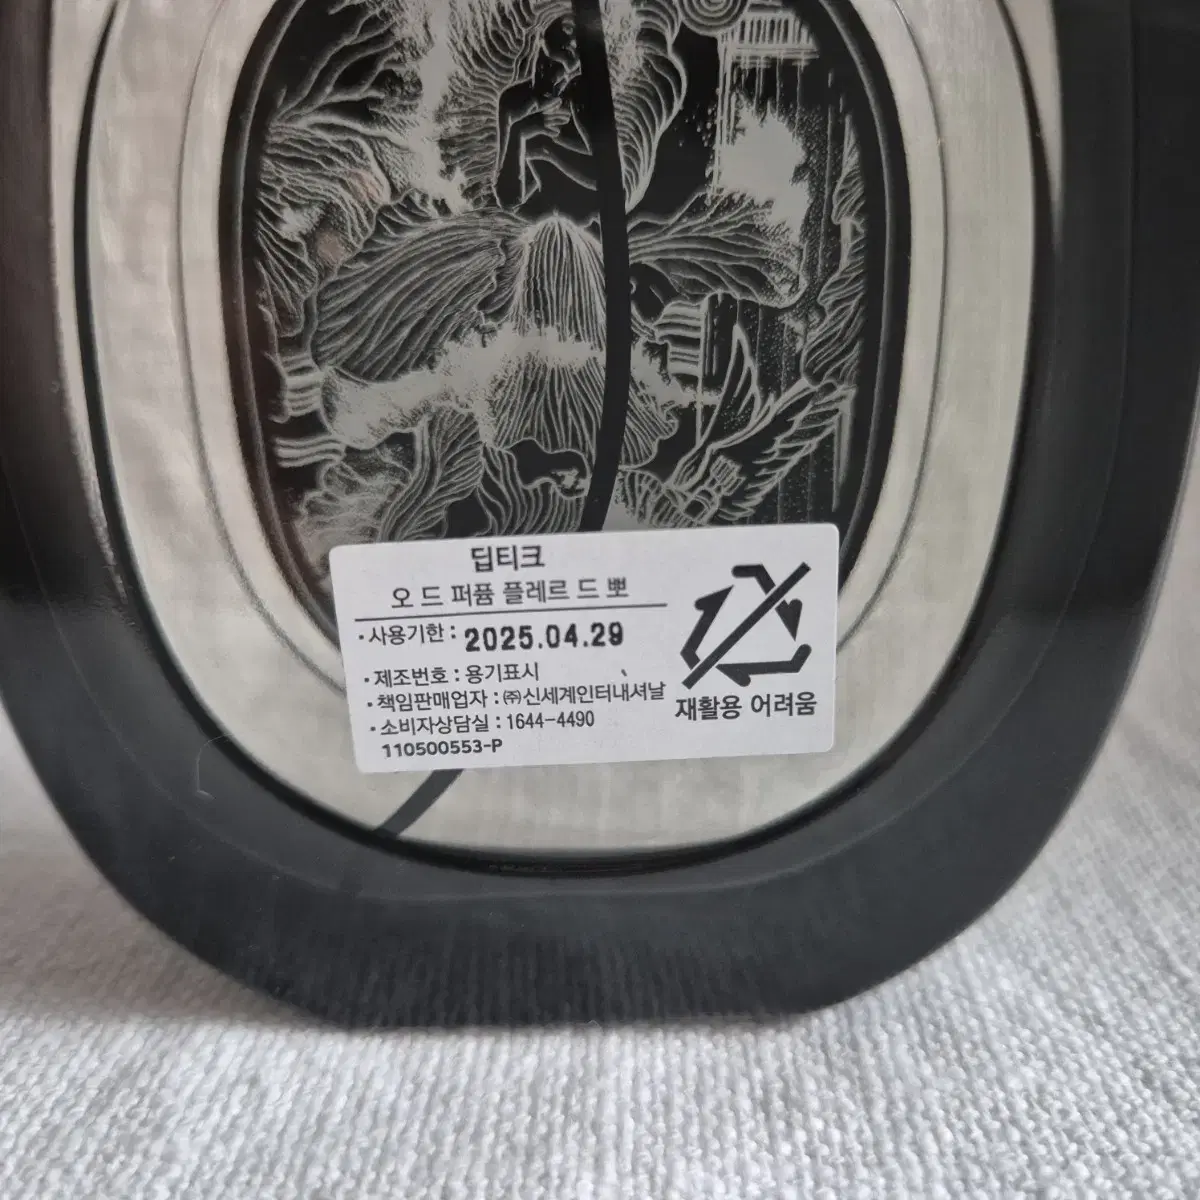 딥티크
오 드 퍼퓸 플레르 드 뽀
·사용기한 : 2025.04.29
·제조번호 : 용기표시
·책임판매업자 : ㈜신세계인터내셔날
·소비자상담실 : 1644-4490
110500553-P
재활용 어려움